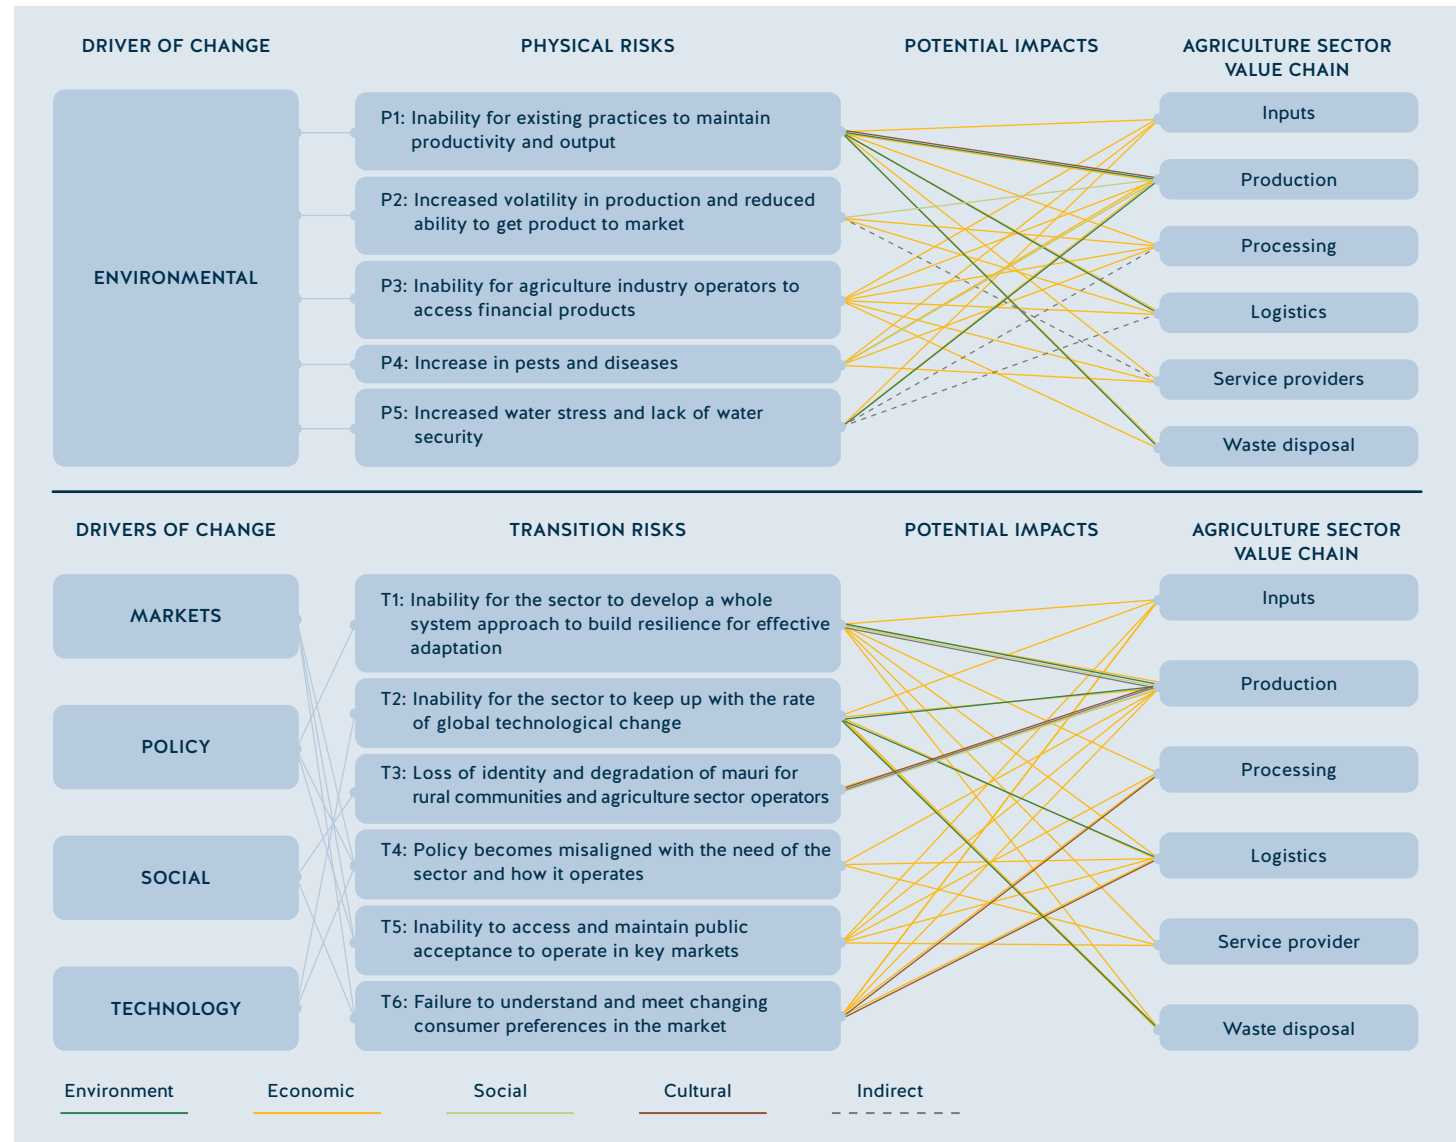 DRIVER OF CHANGE
PHYSICAL RISKS
POTENTIAL IMPACTS
AGRICULTURE SECTOR
VALUE CHAIN
ENVIRONMENTAL
P1: Inability for existing practices to maintain
productivity and output
P2: Increased volatility in production and reduced
ability to get product to market
P3: Inability for agriculture industry operators to
access financial products
P4: Increase in pests and diseases
P5: Increased water stress and lack of water
security
Inputs
Production
Processing
Logistics
Service providers
Waste disposal
DRIVERS OF CHANGE
TRANSITION RISKS
POTENTIAL IMPACTS
AGRICULTURE SECTOR
VALUE CHAIN
MARKETS
POLICY
SOCIAL
TECHNOLOGY
T1: Inability for the sector to develop a whole
system approach to build resilience for effective
adaptation
T2: Inability for the sector to keep up with the rate
of global technological change
T3: Loss of identity and degradation of mauri for
rural communities and agriculture sector operators
T4: Policy becomes misaligned with the need of the
sector and how it operates
T5: Inability to access and maintain public
acceptance to operate in key markets
T6: Failure to understand and meet changing
consumer preferences in the market
Inputs
Production
Processing
Logistics
Service provider
Waste disposal
Environment
Economic
Social
Cultural
Indirect